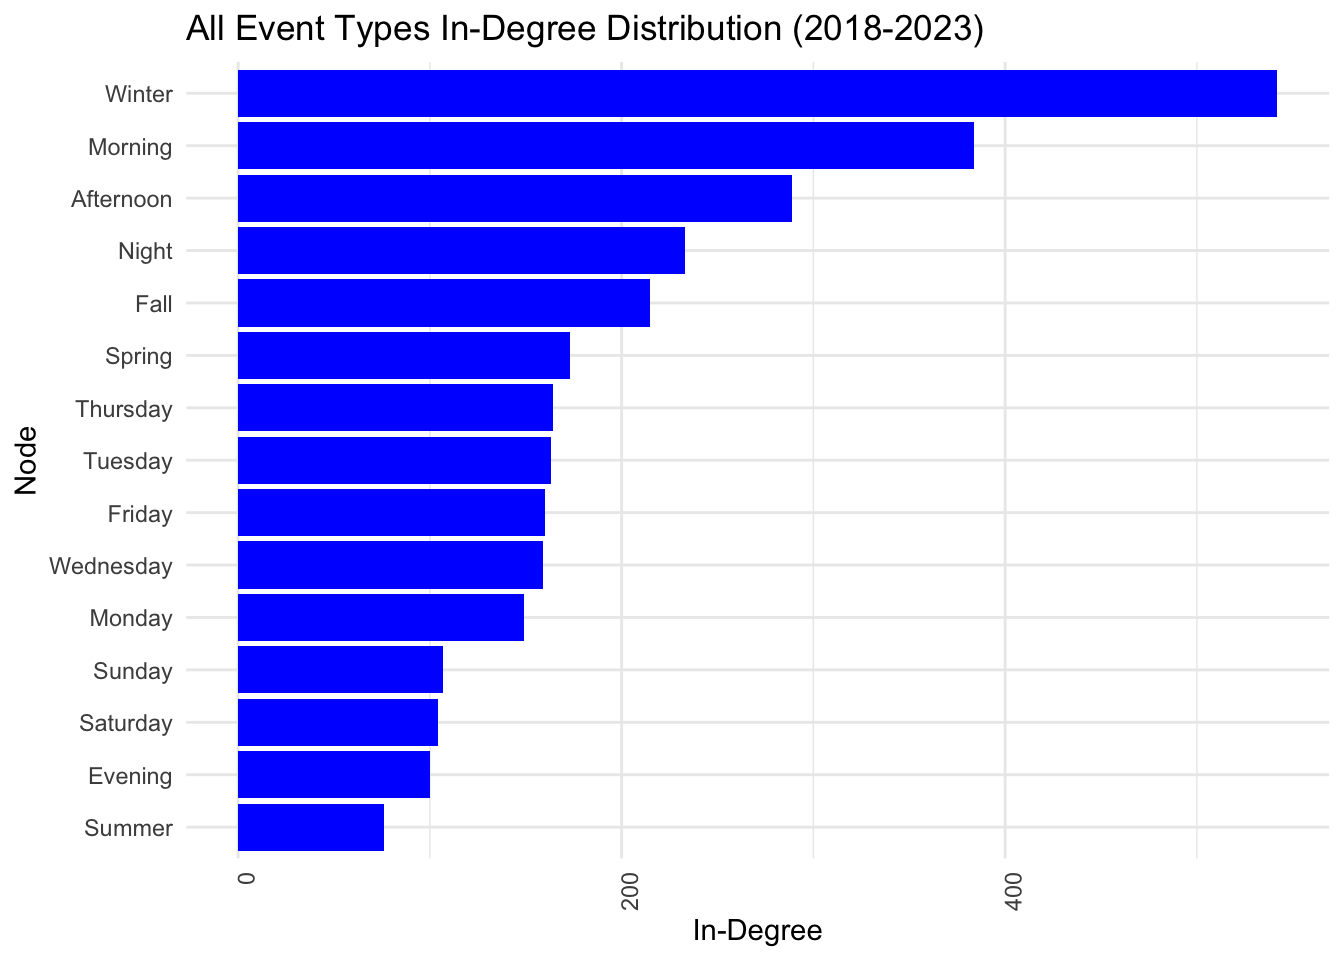 All Event Types In-Degree Distribution (2018-2023)
Winter
Morning
Afternoon
Night
Fall
Spring
Thursday
Tuesday
Friday
Wednesday
Monday
Sunday
Saturday
Evening
Summer
Node
0
200
400
In-Degree